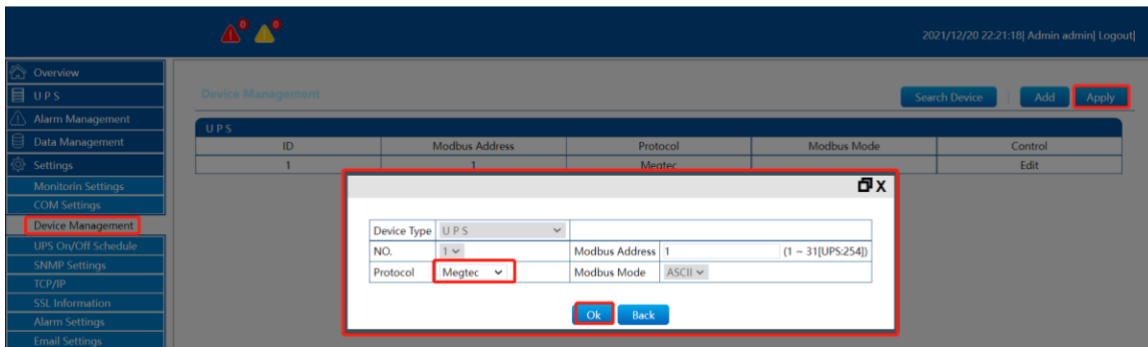 0 0
2021/12/20 22:21:18| Admin admin| Logout|
Overview
UPS
Alarm Management
Data Management
Settings
Monitorin Settings
COM Settings
Device Management
UPS On/Off Schedule
SNMP Settings
TCP/IP
SSL Information
Alarm Settings
Email Settings
Device Management
Search Device | Add Apply
UPS
ID Modbus Address Protocol Modbus Mode Control
1 1 Megtec Edit
X
Device Type UPS
NO. 1 Modbus Address 1 (1 ~ 31[UPS:254])
Protocol Megtec Modbus Mode ASCII
Ok Back